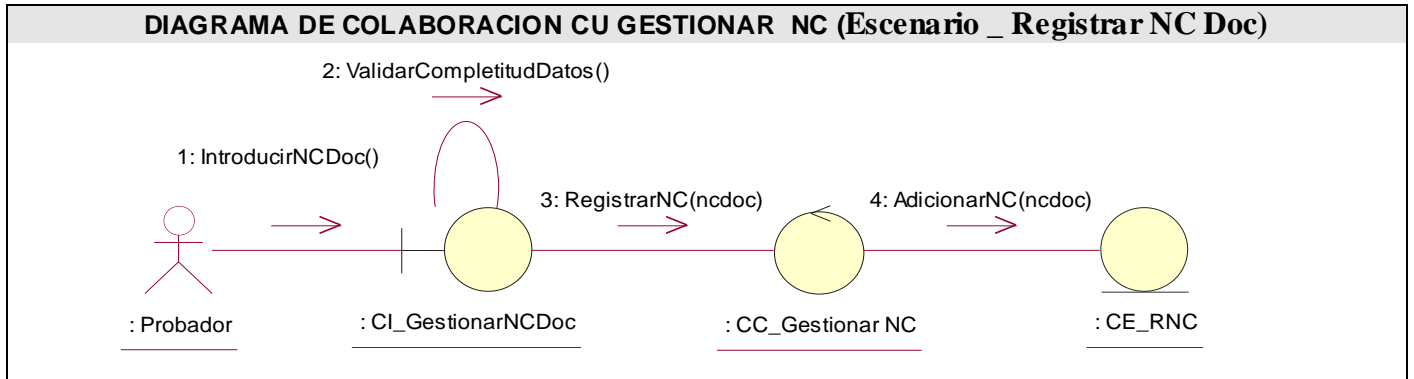 DIAGRAMA DE COLABORACION CU GESTIONAR NC (Escenario _ Registrar NC Doc)
2: ValidarCompletitudDatos()
1: IntroducirNCDoc()
3: RegistrarNC(ncdoc)
4: AdicionarNC(ncdoc)
: Probador
: CI_GestionarNCDoc
: CC_Gestionar NC
: CE_RNC